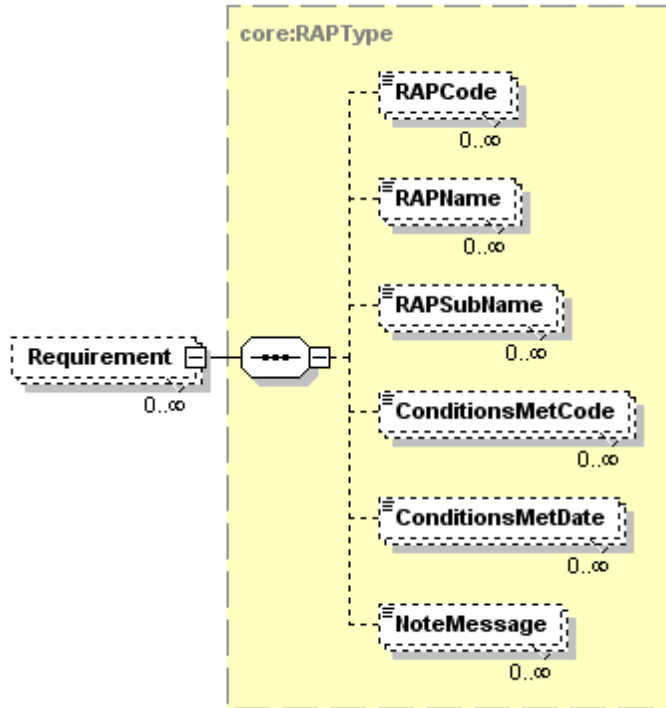 core:RAPType
RAPCode
0..∞
RAPName
0..∞
RAPSubName
0..∞
Requirement
0..∞
ConditionsMetCode
0..∞
ConditionsMetDate
0..∞
NoteMessage
0..∞